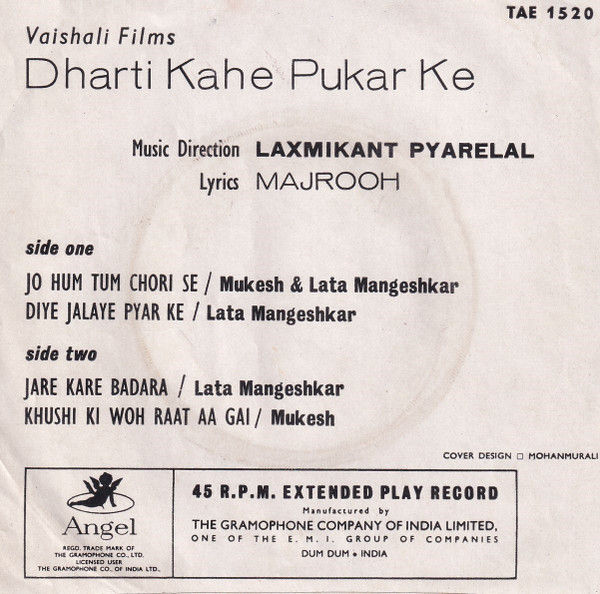 TAE 1520
Vaishali Films
Dharti Kahe Pukar Ke
Music Direction LAXMIKANT PYARELAL
Lyrics MAJROOH
side one
JO HUM TUM CHORI SE / Mukesh & Lata Mangeshkar
DIYE JALAYE PYAR KE / Lata Mangeshkar
side two
JARE KARE BADARA / Lata Mangeshkar
KHUSHI KI WOH RAAT AA GAI / Mukesh
COVER DESIGN □ MOHANMURALI
Angel
REGD. TRADE MARK OF
THE GRAMOPHONE CO., LTD.
LICENSED USER
THE GRAMOPHONE CO., OF INDIA LTD.,
45 R.P.M. EXTENDED PLAY RECORD
Manufactured by
THE GRAMOPHONE COMPANY OF INDIA LIMITED,
ONE OF THE E. M. I. GROUP OF COMPANIES
DUM DUM • INDIA